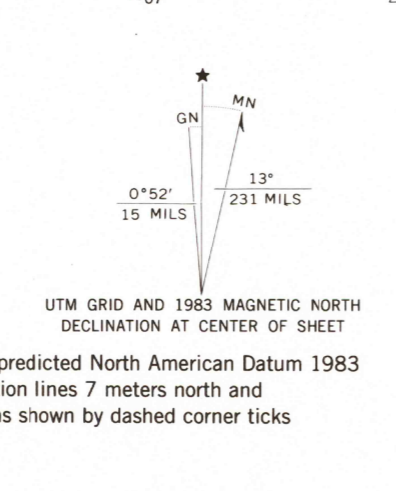 MN
GN
13°
0°52'
231 MILS
15 MILS
UTM GRID AND 1983 MAGNETIC NORTH
DECLINATION AT CENTER OF SHEET
predicted North American Datum 1983
ion lines 7 meters north and
s shown by dashed corner ticks